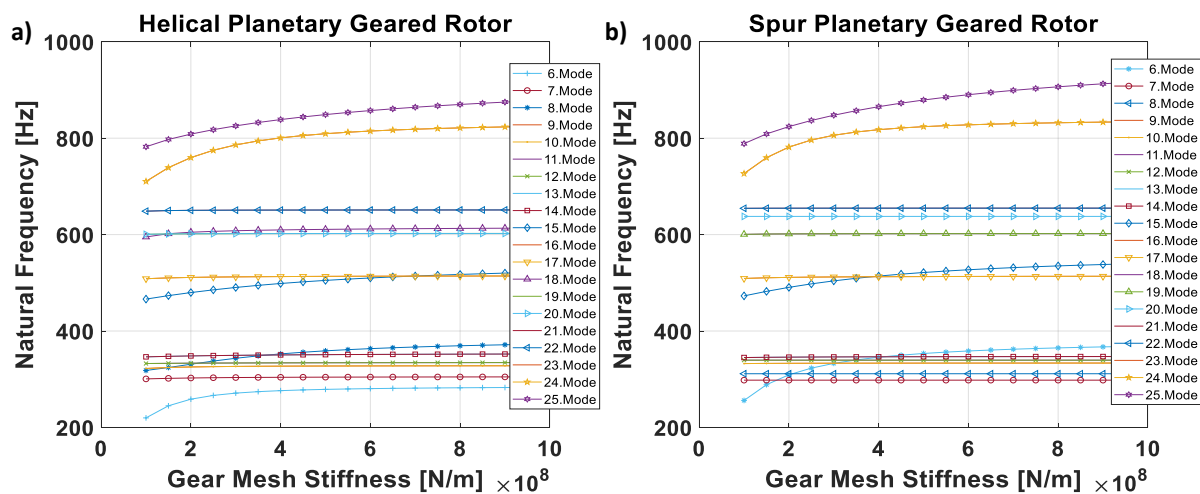 a)
Helical Planetary Geared Rotor
1000
800
600
400
200
0
2
4
6
8
10
Natural Frequency [Hz]
Gear Mesh Stiffness [N/m]
×10⁸
6.Mode
7.Mode
8.Mode
9.Mode
10.Mode
11.Mode
12.Mode
13.Mode
14.Mode
15.Mode
16.Mode
17.Mode
18.Mode
19.Mode
20.Mode
21.Mode
22.Mode
23.Mode
24.Mode
25.Mode
b)
Spur Planetary Geared Rotor
1000
800
600
400
200
0
2
4
6
8
10
Natural Frequency [Hz]
Gear Mesh Stiffness [N/m]
×10⁸
6.Mode
7.Mode
8.Mode
9.Mode
10.Mode
11.Mode
12.Mode
13.Mode
14.Mode
15.Mode
16.Mode
17.Mode
18.Mode
19.Mode
20.Mode
21.Mode
22.Mode
23.Mode
24.Mode
25.Mode